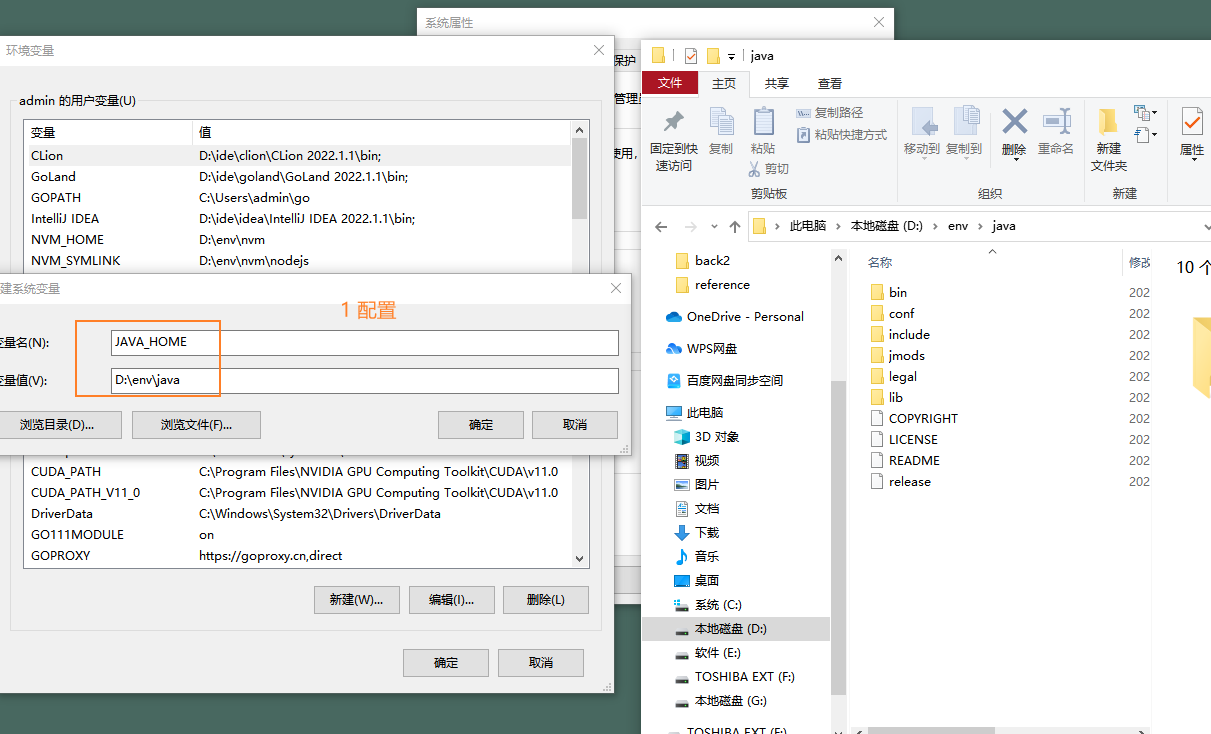 系统属性
保护
管理
使用,
环境变量
admin 的用户变量(U)
变量 值
CLion D:\ide\clion\CLion 2022.1.1\bin;
GoLand D:\ide\goland\GoLand 2022.1.1\bin;
GOPATH C:\Users\admin\go
IntelliJ IDEA D:\ide\idea\IntelliJ IDEA 2022.1.1\bin;
NVM_HOME D:\env\nvm
NVM_SYMLINK D:\env\nvm\nodejs
建系统变量
1 配置
变量名(N): JAVA_HOME
变量值(V): D:\env\java
浏览目录(D)... 浏览文件(F)... 确定 取消
CUDA_PATH C:\Program Files\NVIDIA GPU Computing Toolkit\CUDA\v11.0
CUDA_PATH_V11_0 C:\Program Files\NVIDIA GPU Computing Toolkit\CUDA\v11.0
DriverData C:\Windows\System32\Drivers\DriverData
GO111MODULE on
GOPROXY https://goproxy.cn,direct
新建(W)... 编辑(I)... 删除(L)
确定 取消
java
文件 主页 共享 查看
固定到快
速访问
复制
粘贴
复制路径
粘贴快捷方式
剪切
剪贴板
移动到 复制到 删除 重命名
组织
新建
文件夹
新建
属性
此电脑 本地磁盘 (D:) env java
back2
reference
OneDrive - Personal
WPS网盘
百度网盘同步空间
此电脑
3D 对象
视频
图片
文档
下载
音乐
桌面
系统 (C:)
本地磁盘 (D:)
软件 (E:)
TOSHIBA EXT (F:)
本地磁盘 (G:)
TOSHIBA EXT (F:)
名称 修改
bin 202
conf 202
include 202
jmods 202
legal 202
lib 202
COPYRIGHT 202
LICENSE 202
README 202
release 202
10 个